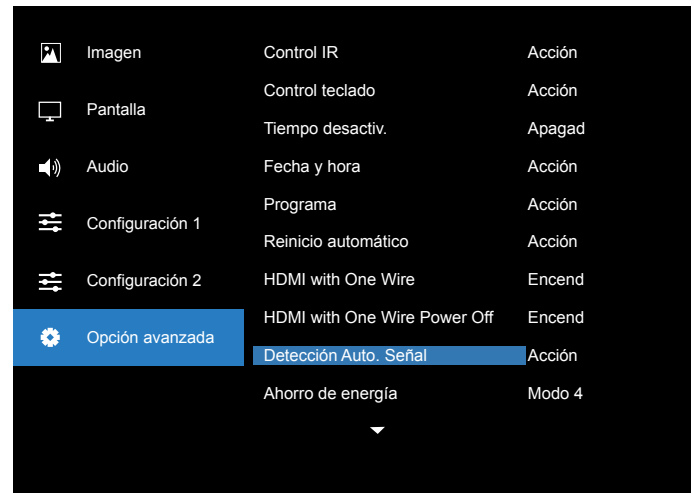 Imagen
Pantalla
Audio
Configuración 1
Configuración 2
Opción avanzada
Control IR Acción
Control teclado Acción
Tiempo desactiv. Apagad
Fecha y hora Acción
Programa Acción
Reinicio automático Acción
HDMI with One Wire Encend
HDMI with One Wire Power Off Encend
Detección Auto. Señal Acción
Ahorro de energía Modo 4